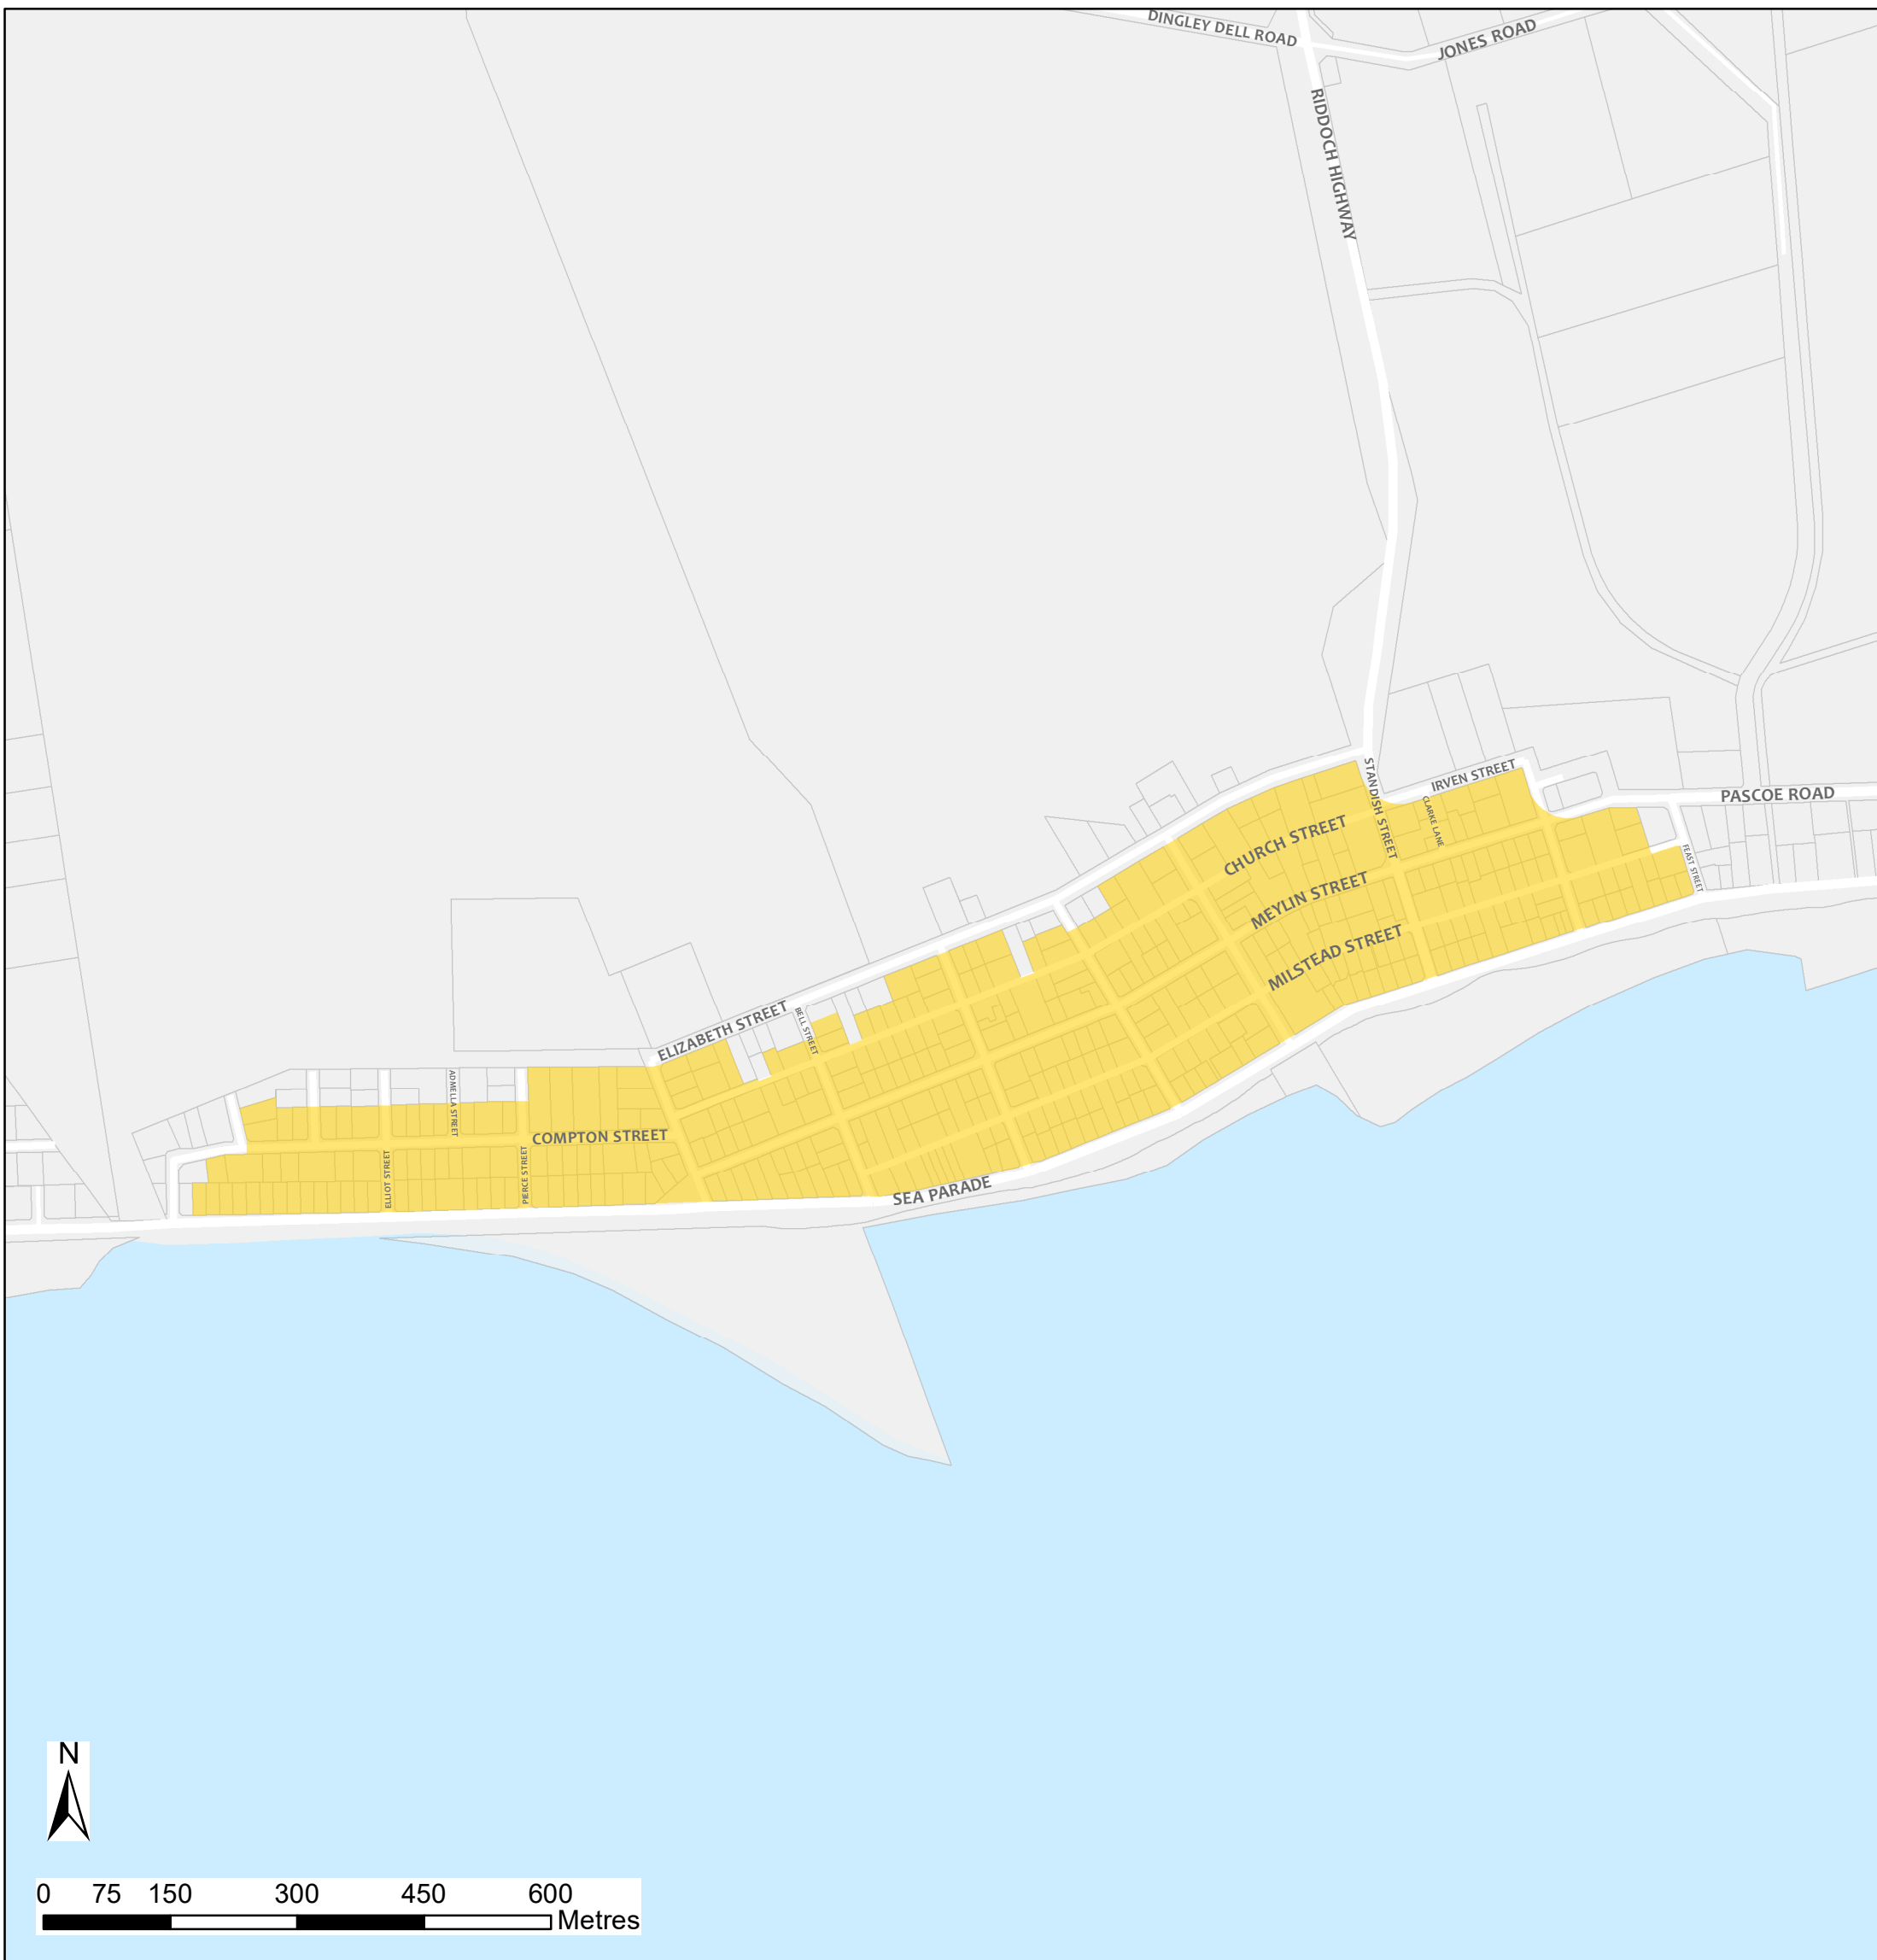 DINGLEY DELL ROAD
JONES ROAD
RIDDOCH HIGHWAY
STANDISH STREET
IRVEN STREET
PASCOE ROAD
CLARKE LANE
CHURCH STREET
FEAST STREET
MEYLIN STREET
MILSTEAD STREET
ELIZABETH STREET
BELL STREET
ADMELLA STREET
COMPTON STREET
ELLIOT STREET
PIERCE STREET
SEA PARADE
N
0 75 150 300 450 600
Metres